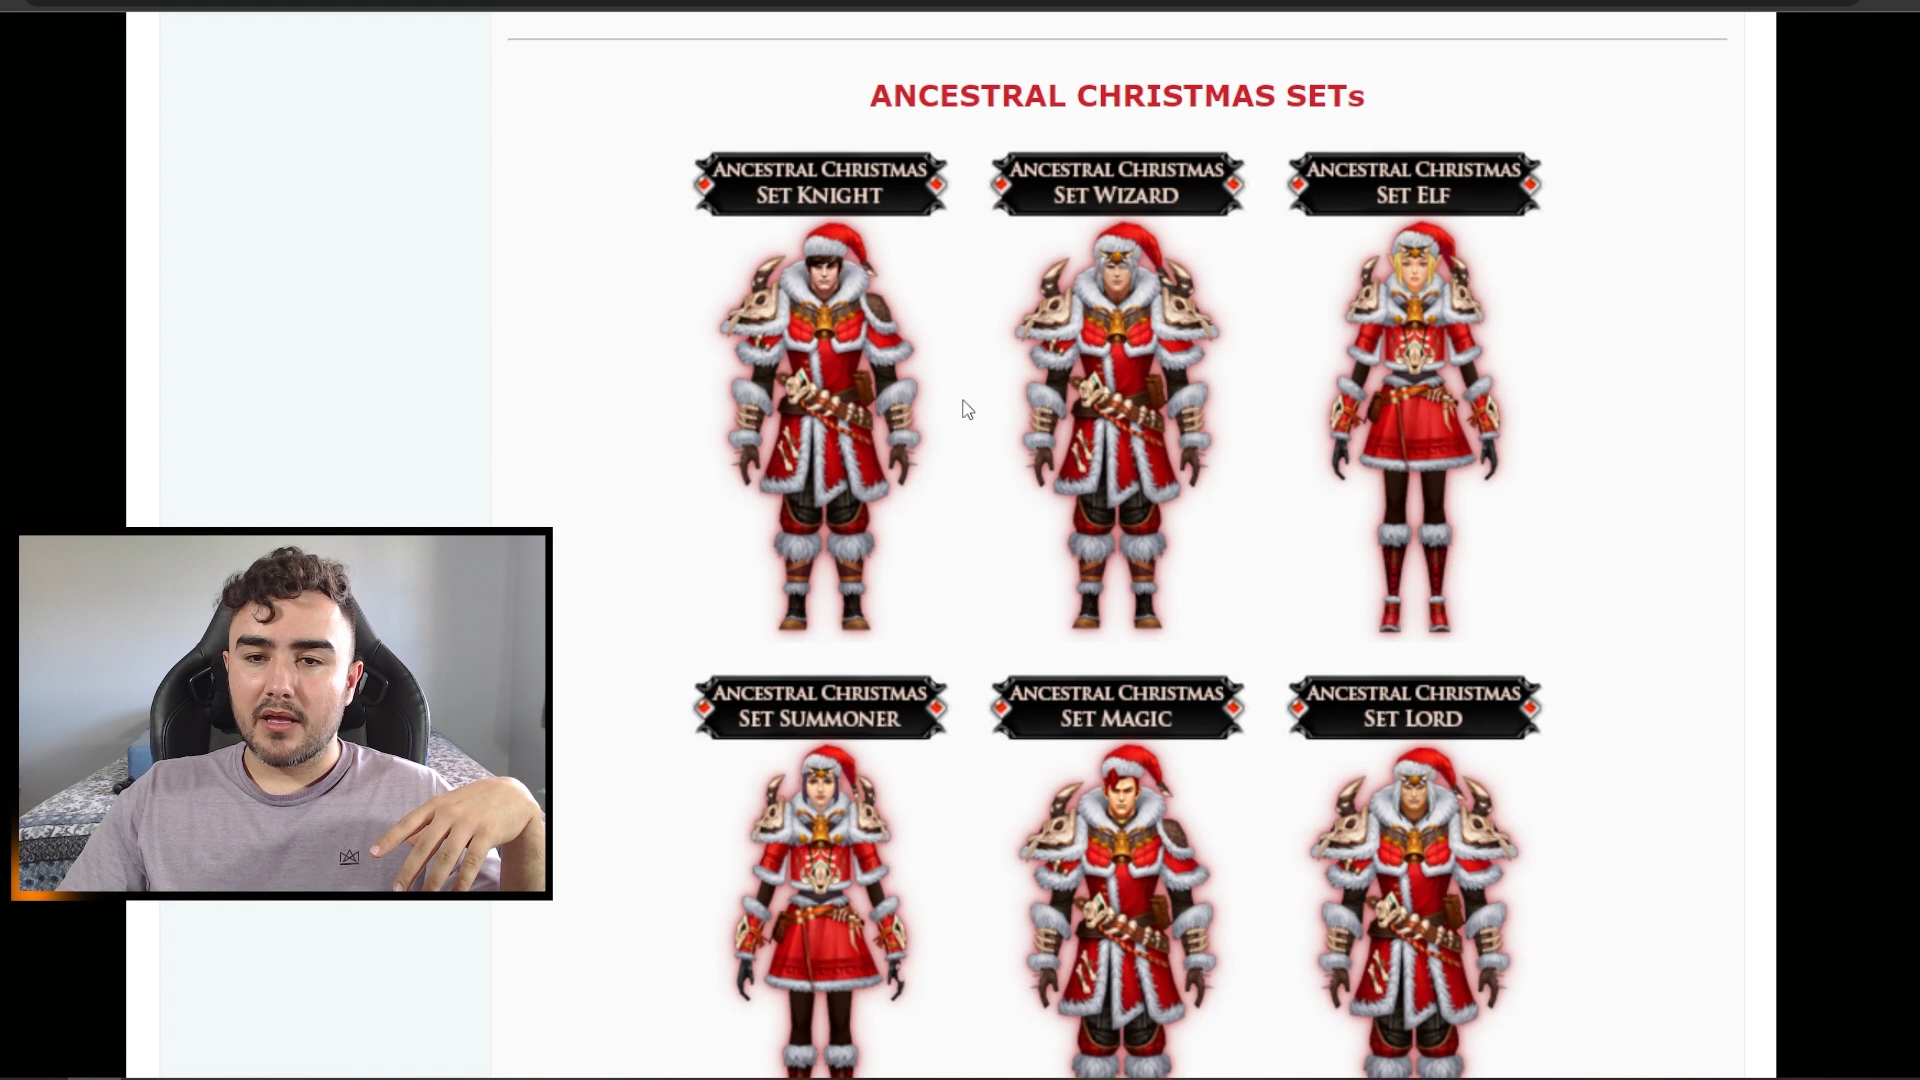 ANCESTRAL CHRISTMAS SETs
ANCESTRAL CHRISTMAS
SET KNIGHT
ANCESTRAL CHRISTMAS
SET WIZARD
ANCESTRAL CHRISTMAS
SET ELF
ANCESTRAL CHRISTMAS
SET SUMMONER
ANCESTRAL CHRISTMAS
SET MAGIC
ANCESTRAL CHRISTMAS
SET LORD